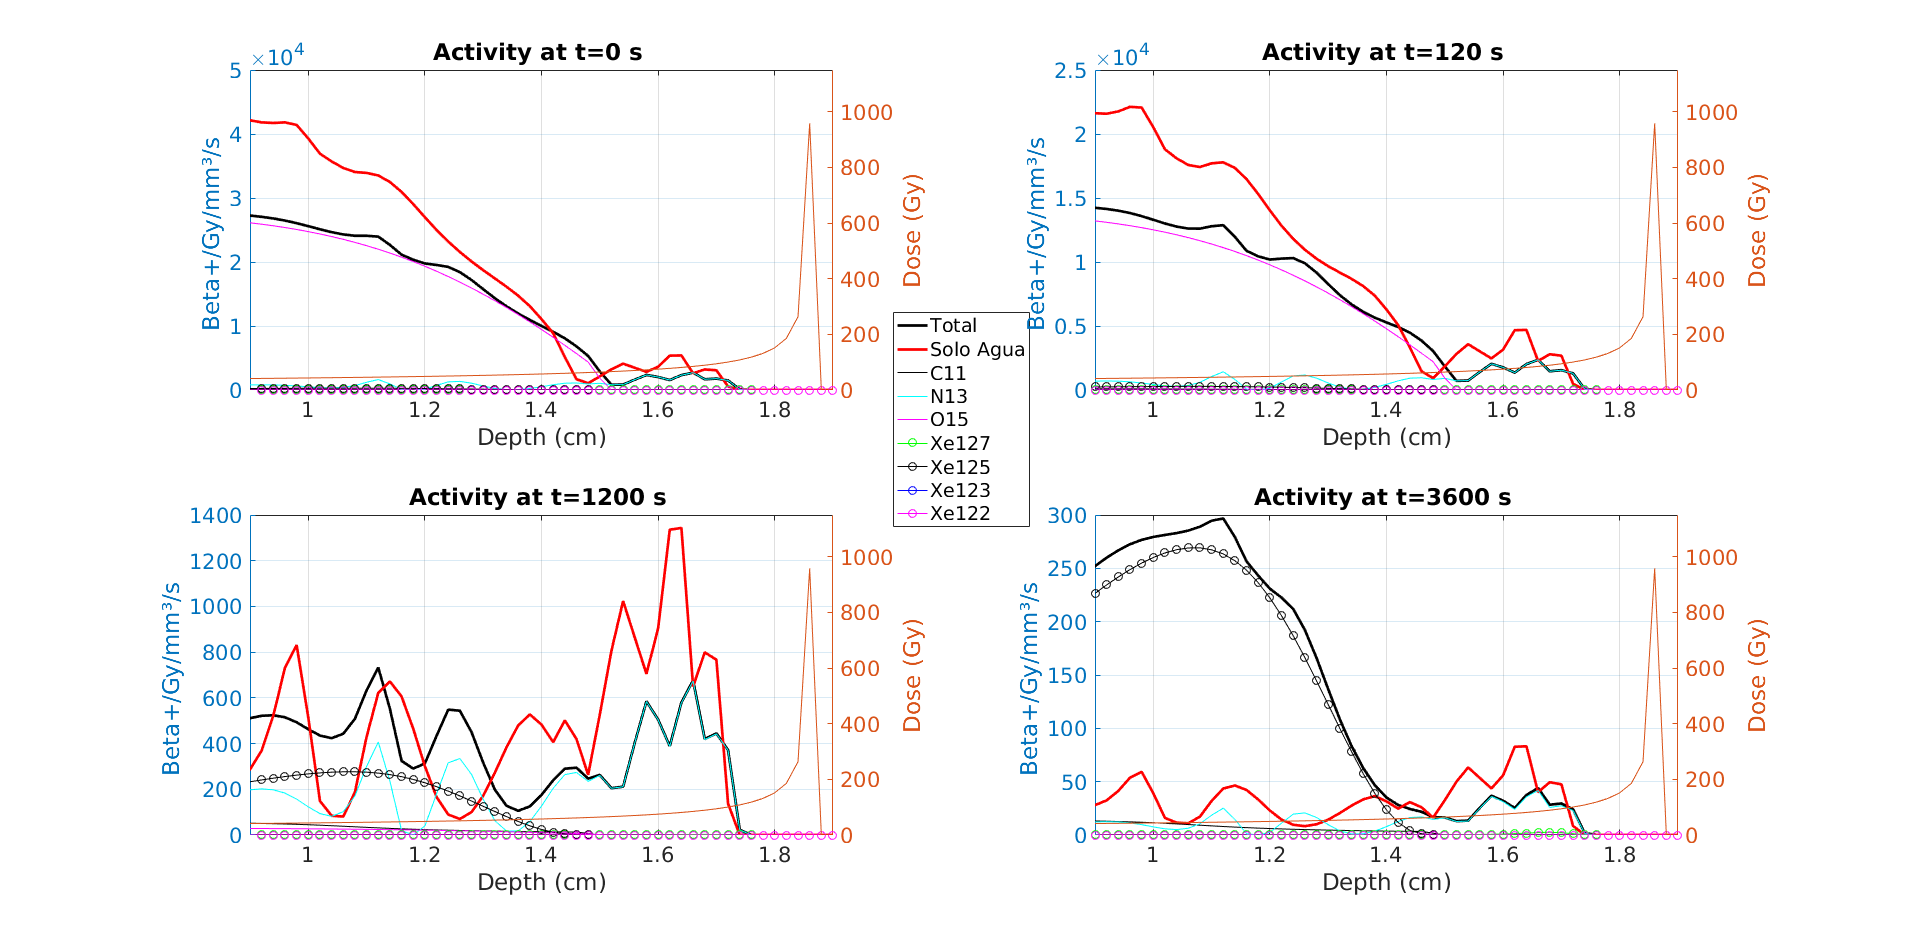 Activity at t=0 s
×10⁴
5
4
3
2
1
0
Beta+/Gy/mm³/s
1
1.2
1.4
1.6
1.8
Depth (cm)
1000
800
600
400
200
0
Dose (Gy)
Activity at t=120 s
×10⁴
2.5
2
1.5
1
0.5
0
Beta+/Gy/mm³/s
1
1.2
1.4
1.6
1.8
Depth (cm)
1000
800
600
400
200
0
Dose (Gy)
Total
Solo Agua
C11
N13
O15
Xe127
Xe125
Xe123
Xe122
Activity at t=1200 s
1400
1200
1000
800
600
400
200
0
Beta+/Gy/mm³/s
1
1.2
1.4
1.6
1.8
Depth (cm)
1000
800
600
400
200
0
Dose (Gy)
Activity at t=3600 s
300
250
200
150
100
50
0
Beta+/Gy/mm³/s
1
1.2
1.4
1.6
1.8
Depth (cm)
1000
800
600
400
200
0
Dose (Gy)